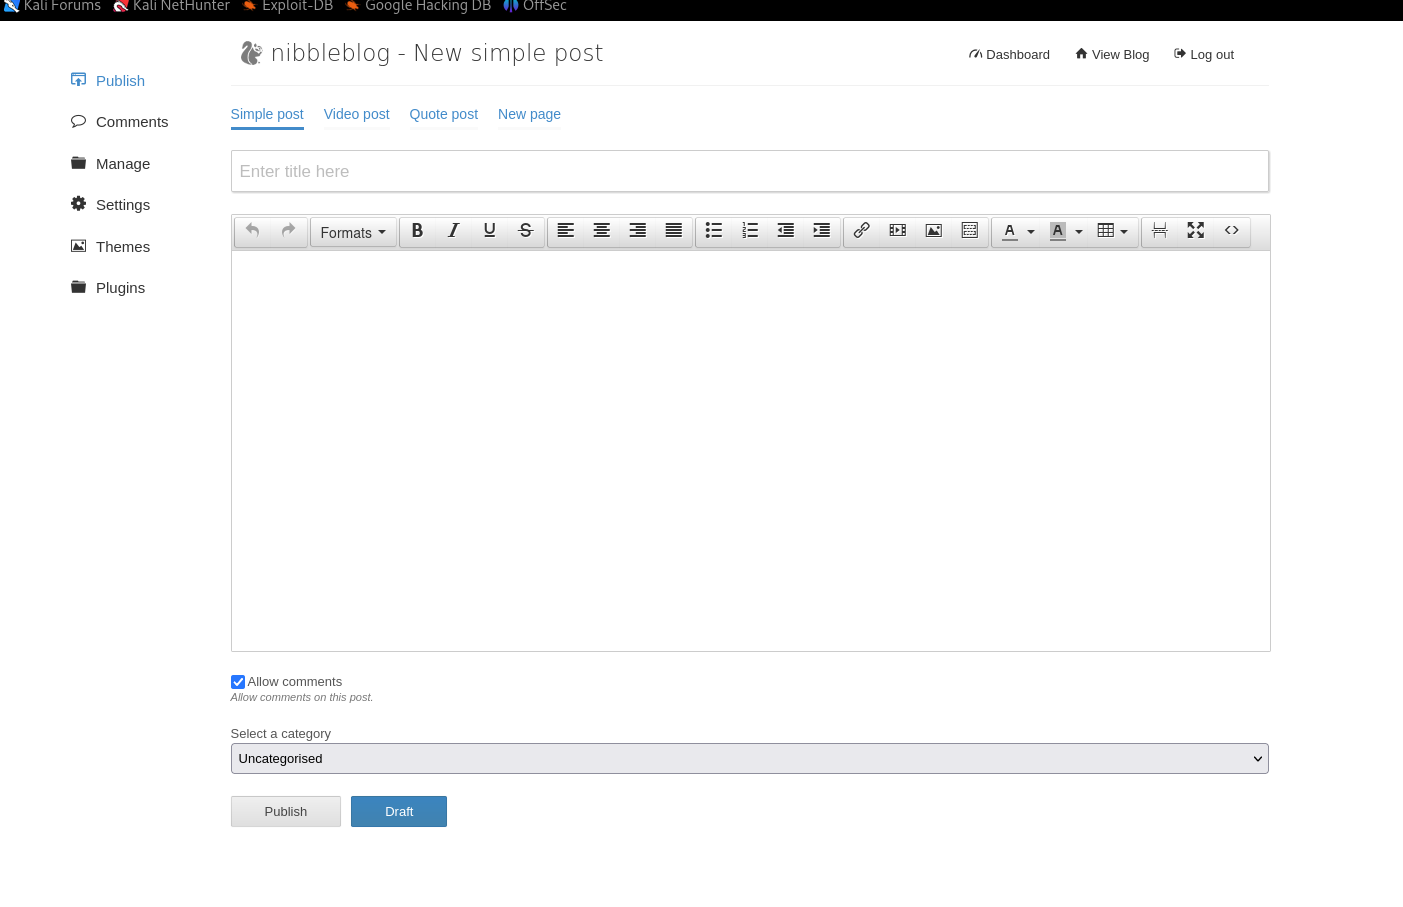 Kali Forums Kali NetHunter Exploit-DB Google Hacking DB OffSec
nibbleblog - New simple post
Dashboard View Blog Log out
Publish
Comments
Manage
Settings
Themes
Plugins
Simple post Video post Quote post New page
Enter title here
Formats B I U S A A
Allow comments
Allow comments on this post.
Select a category
Uncategorised
Publish Draft